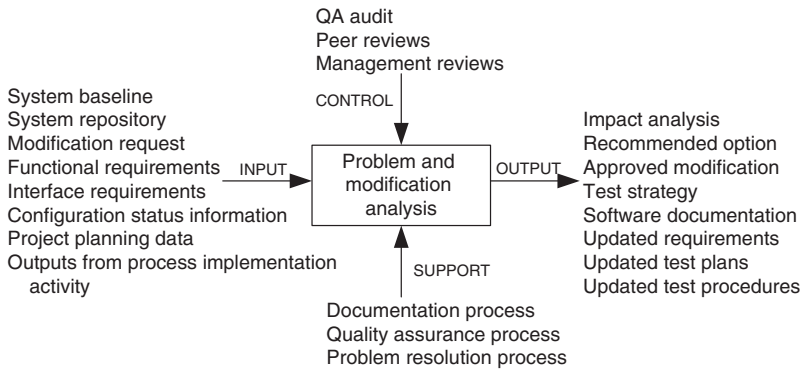 QA audit
Peer reviews
Management reviews
CONTROL
System baseline
System repository
Modification request
Functional requirements
Interface requirements
Configuration status information
Project planning data
Outputs from process implementation
activity
INPUT
Problem and
modification
analysis
OUTPUT
Impact analysis
Recommended option
Approved modification
Test strategy
Software documentation
Updated requirements
Updated test plans
Updated test procedures
SUPPORT
Documentation process
Quality assurance process
Problem resolution process